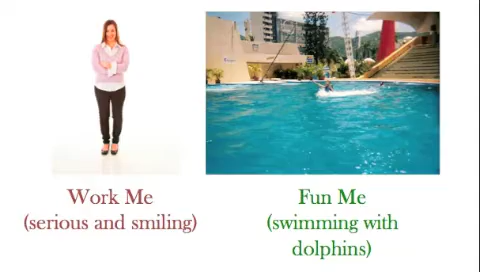 Work Me
(serious and smiling)
Fun Me
(swimming with
dolphins)